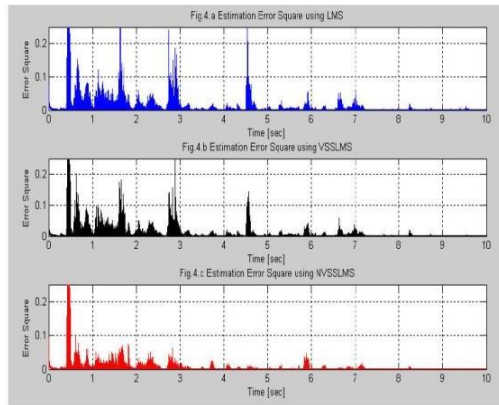 Fig.4.a Estimation Error Square using LMS
0.2
0.1
0
Error Square
0 1 2 3 4 5 6 7 8 9 10
Time [sec]
Fig.4.b Estimation Error Square using VSSLMS
0.2
0.1
0
Error Square
0 1 2 3 4 5 6 7 8 9 10
Time [sec]
Fig.4.c Estimation Error Square using NVSSLMS
0.2
0.1
0
Error Square
0 1 2 3 4 5 6 7 8 9 10
Time [sec]